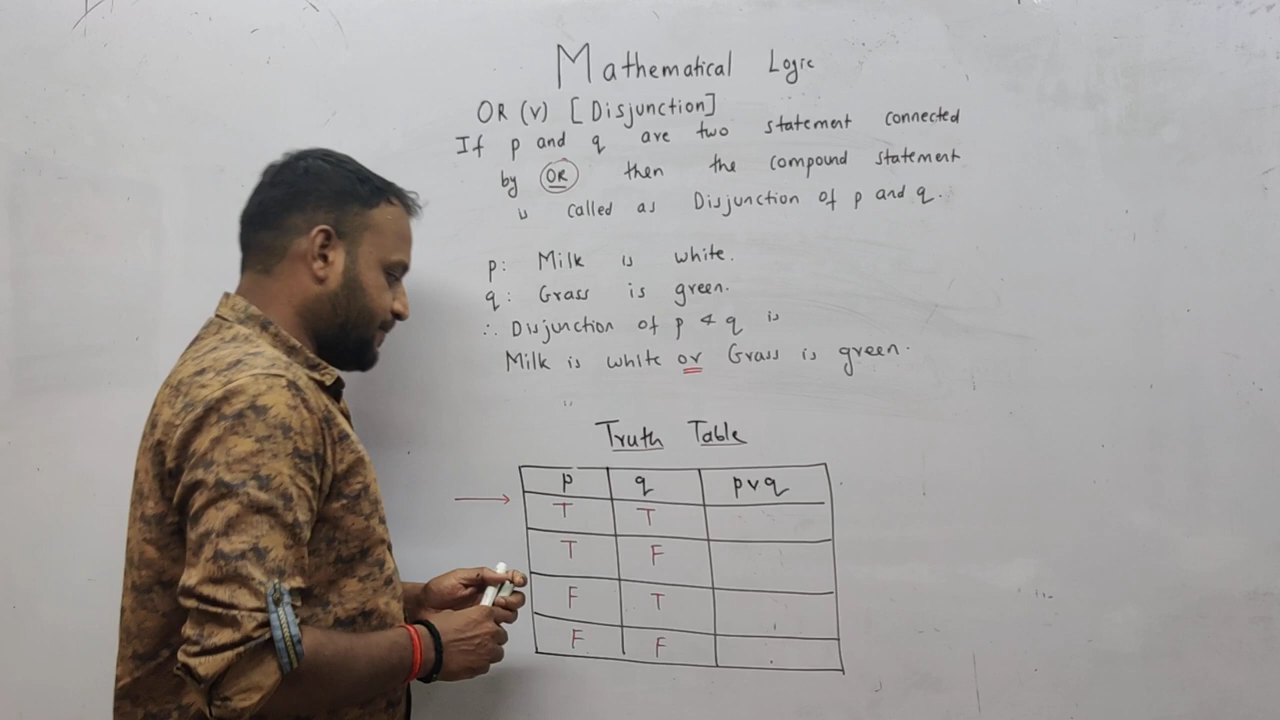 Mathematical Logic
OR (v) [Disjunction]
If p and q are two statement connected
by OR then the compound statement
is called as Disjunction of p and q.
p: Milk is white.
q: Grass is green.
∴ Disjunction of p & q is
Milk is white or Grass is green.
Truth Table
p q p v q
T T
T F
F T
F F